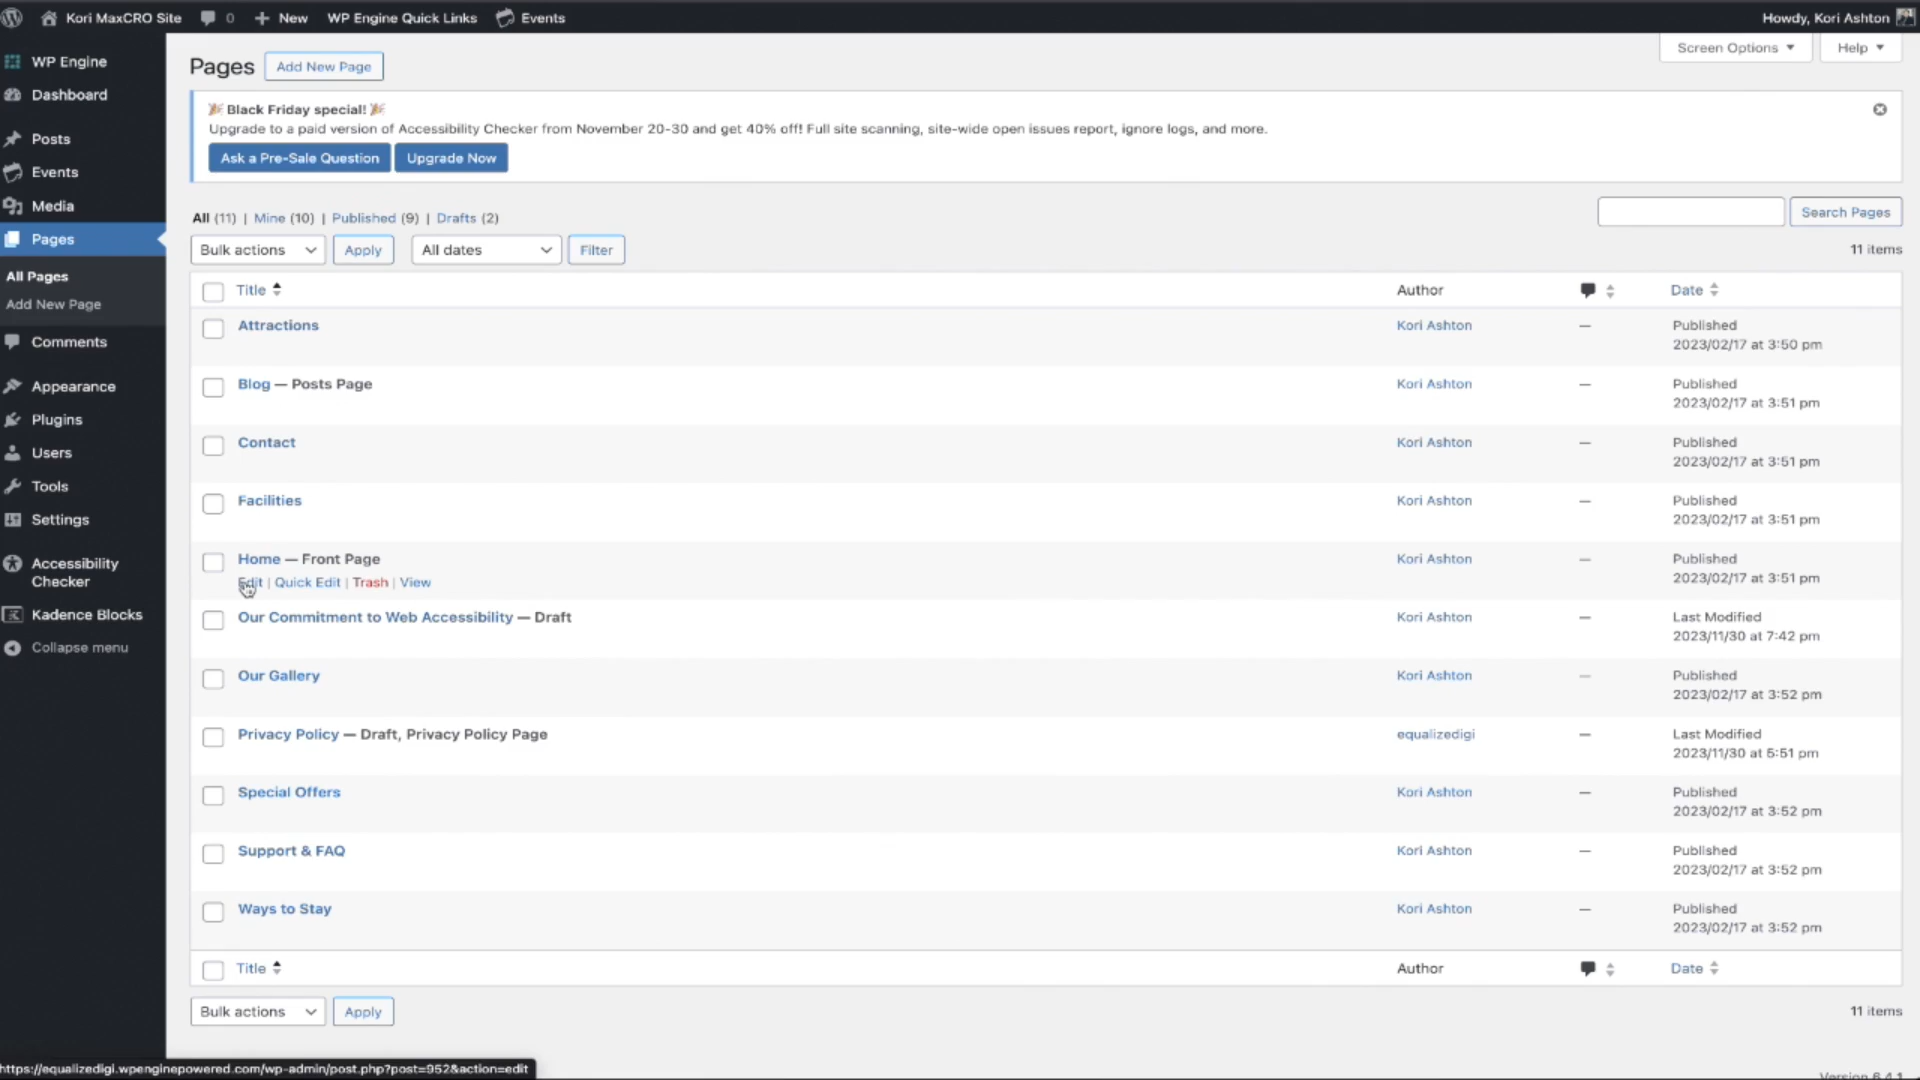 Kori MaxCRO Site 0 New WP Engine Quick Links Events Howdy, Kori Ashton
WP Engine
Dashboard
Posts
Events
Media
Pages
All Pages
Add New Page
Comments
Appearance
Plugins
Users
Tools
Settings
Accessibility
Checker
Kadence Blocks
Collapse menu
Screen Options Help
Pages Add New Page
Black Friday special!
Upgrade to a paid version of Accessibility Checker from November 20-30 and get 40% off! Full site scanning, site-wide open issues report, ignore logs, and more.
Ask a Pre-Sale Question Upgrade Now
All (11) | Mine (10) | Published (9) | Drafts (2)
Search Pages
Bulk actions Apply All dates Filter 11 items
Title Author Date
Attractions Kori Ashton — Published
2023/02/17 at 3:50 pm
Blog — Posts Page Kori Ashton — Published
2023/02/17 at 3:51 pm
Contact Kori Ashton — Published
2023/02/17 at 3:51 pm
Facilities Kori Ashton — Published
2023/02/17 at 3:51 pm
Home — Front Page Kori Ashton — Published
Edit | Quick Edit | Trash | View 2023/02/17 at 3:51 pm
Our Commitment to Web Accessibility — Draft Kori Ashton — Last Modified
2023/11/30 at 7:42 pm
Our Gallery Kori Ashton — Published
2023/02/17 at 3:52 pm
Privacy Policy — Draft, Privacy Policy Page equalizedigi — Last Modified
2023/11/30 at 5:51 pm
Special Offers Kori Ashton — Published
2023/02/17 at 3:52 pm
Support & FAQ Kori Ashton — Published
2023/02/17 at 3:52 pm
Ways to Stay Kori Ashton — Published
2023/02/17 at 3:52 pm
Title Author Date
Bulk actions Apply 11 items
https://equalizedigi.wpenginepowered.com/wp-admin/post.php?post=952&action=edit
Version 6.4.1